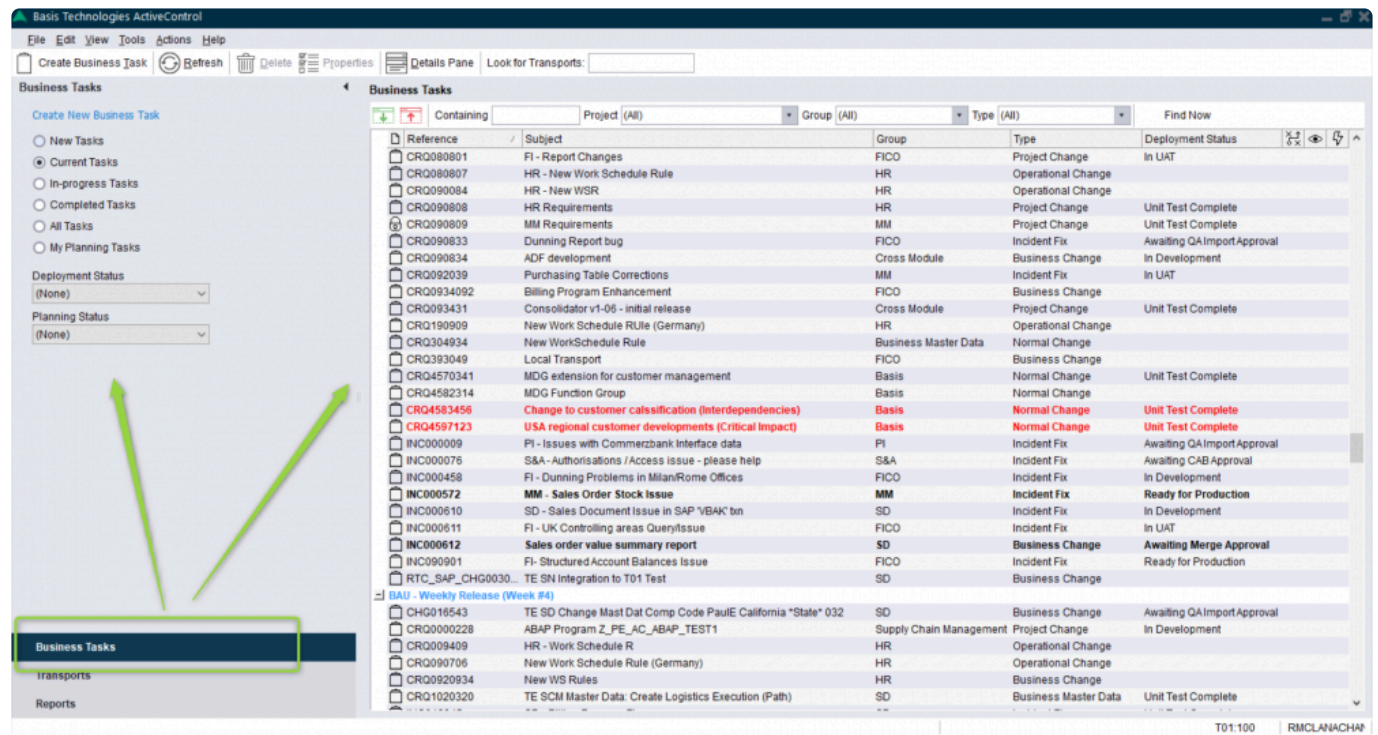 Basis Technologies ActiveControl
File Edit View Tools Actions Help
Create Business Task Refresh Delete Properties Details Pane Look for Transports:
Business Tasks
Create New Business Task
New Tasks
Current Tasks
In-progress Tasks
Completed Tasks
All Tasks
My Planning Tasks
Deployment Status
(None)
Planning Status
(None)
Business Tasks
Transports
Reports
Business Tasks
Containing Project (All) Group (All) Type (All) Find Now
Reference Subject Group Type Deployment Status
CRQ080801 FI - Report Changes FICO Project Change In UAT
CRQ080807 HR - New Work Schedule Rule HR Operational Change
CRQ090084 HR - New WSR HR Operational Change
CRQ090808 HR Requirements HR Project Change Unit Test Complete
CRQ090809 MM Requirements MM Project Change Unit Test Complete
CRQ090833 Dunning Report bug FICO Incident Fix Awaiting QA Import Approval
CRQ090834 ADF development Cross Module Business Change In Development
CRQ092039 Purchasing Table Corrections MM Incident Fix In UAT
CRQ0934092 Billing Program Enhancement FICO Business Change
CRQ093431 Consolidator v1-06 - initial release Cross Module Project Change Unit Test Complete
CRQ190909 New Work Schedule RUle (Germany) HR Operational Change
CRQ304934 New WorkSchedule Rule Business Master Data Normal Change
CRQ393049 Local Transport FICO Business Change
CRQ4570341 MDG extension for customer management Basis Normal Change Unit Test Complete
CRQ4582314 MDG Function Group Basis Normal Change
CRQ4583456 Change to customer calssification (Interdependencies) Basis Normal Change Unit Test Complete
CRQ4597123 USA regional customer developments (Critical Impact) Basis Normal Change Unit Test Complete
INC000009 PI - Issues with Commerzbank Interface data PI Incident Fix Awaiting QA Import Approval
INC000076 S&A - Authorisations / Access issue - please help S&A Incident Fix Awaiting CAB Approval
INC000458 FI - Dunning Problems in Milan/Rome Offices FICO Incident Fix In Development
INC000572 MM - Sales Order Stock Issue MM Incident Fix Ready for Production
INC000610 SD - Sales Document Issue in SAP 'VBAK' txn SD Incident Fix In Development
INC000611 FI - UK Controlling areas Query/Issue FICO Incident Fix In UAT
INC000612 Sales order value summary report SD Business Change Awaiting Merge Approval
INC090901 FI- Structured Account Balances Issue FICO Incident Fix Ready for Production
RTC_SAP_CHG0030... TE SN Integration to T01 Test SD Business Change
BAU - Weekly Release (Week #4)
CHG016543 TE SD Change Mast Dat Comp Code PaulE California *State* 032 SD Business Change Awaiting QA Import Approval
CRQ0000228 ABAP Program Z_PE_AC_ABAP_TEST1 Supply Chain Management Project Change In Development
CRQ009409 HR - Work Schedule R HR Operational Change
CRQ090706 New Work Schedule Rule (Germany) HR Operational Change
CRQ0920934 New WS Rules HR Business Change
CRQ1020320 TE SCM Master Data: Create Logistics Execution (Path) SD Business Master Data Unit Test Complete
T01:100 RMCLANACHAN